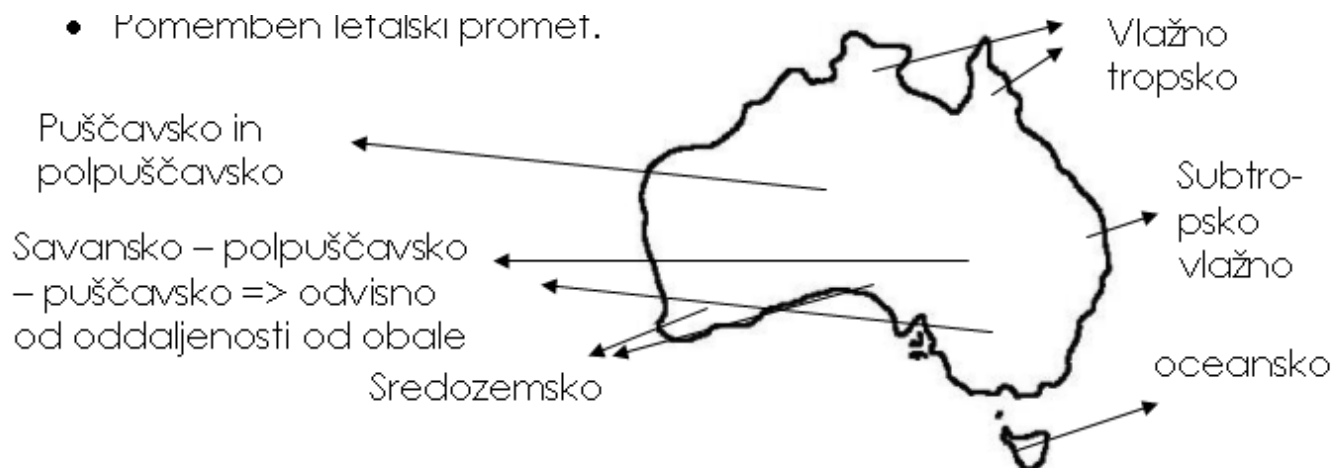 • Pomemben letalski promet.
Vlažno
tropsko
Puščavsko in
polpuščavsko
Subtro-
psko
vlažno
Savansko – polpuščavsko
– puščavsko => odvisno
od oddaljenosti od obale
Sredozemsko
oceansko